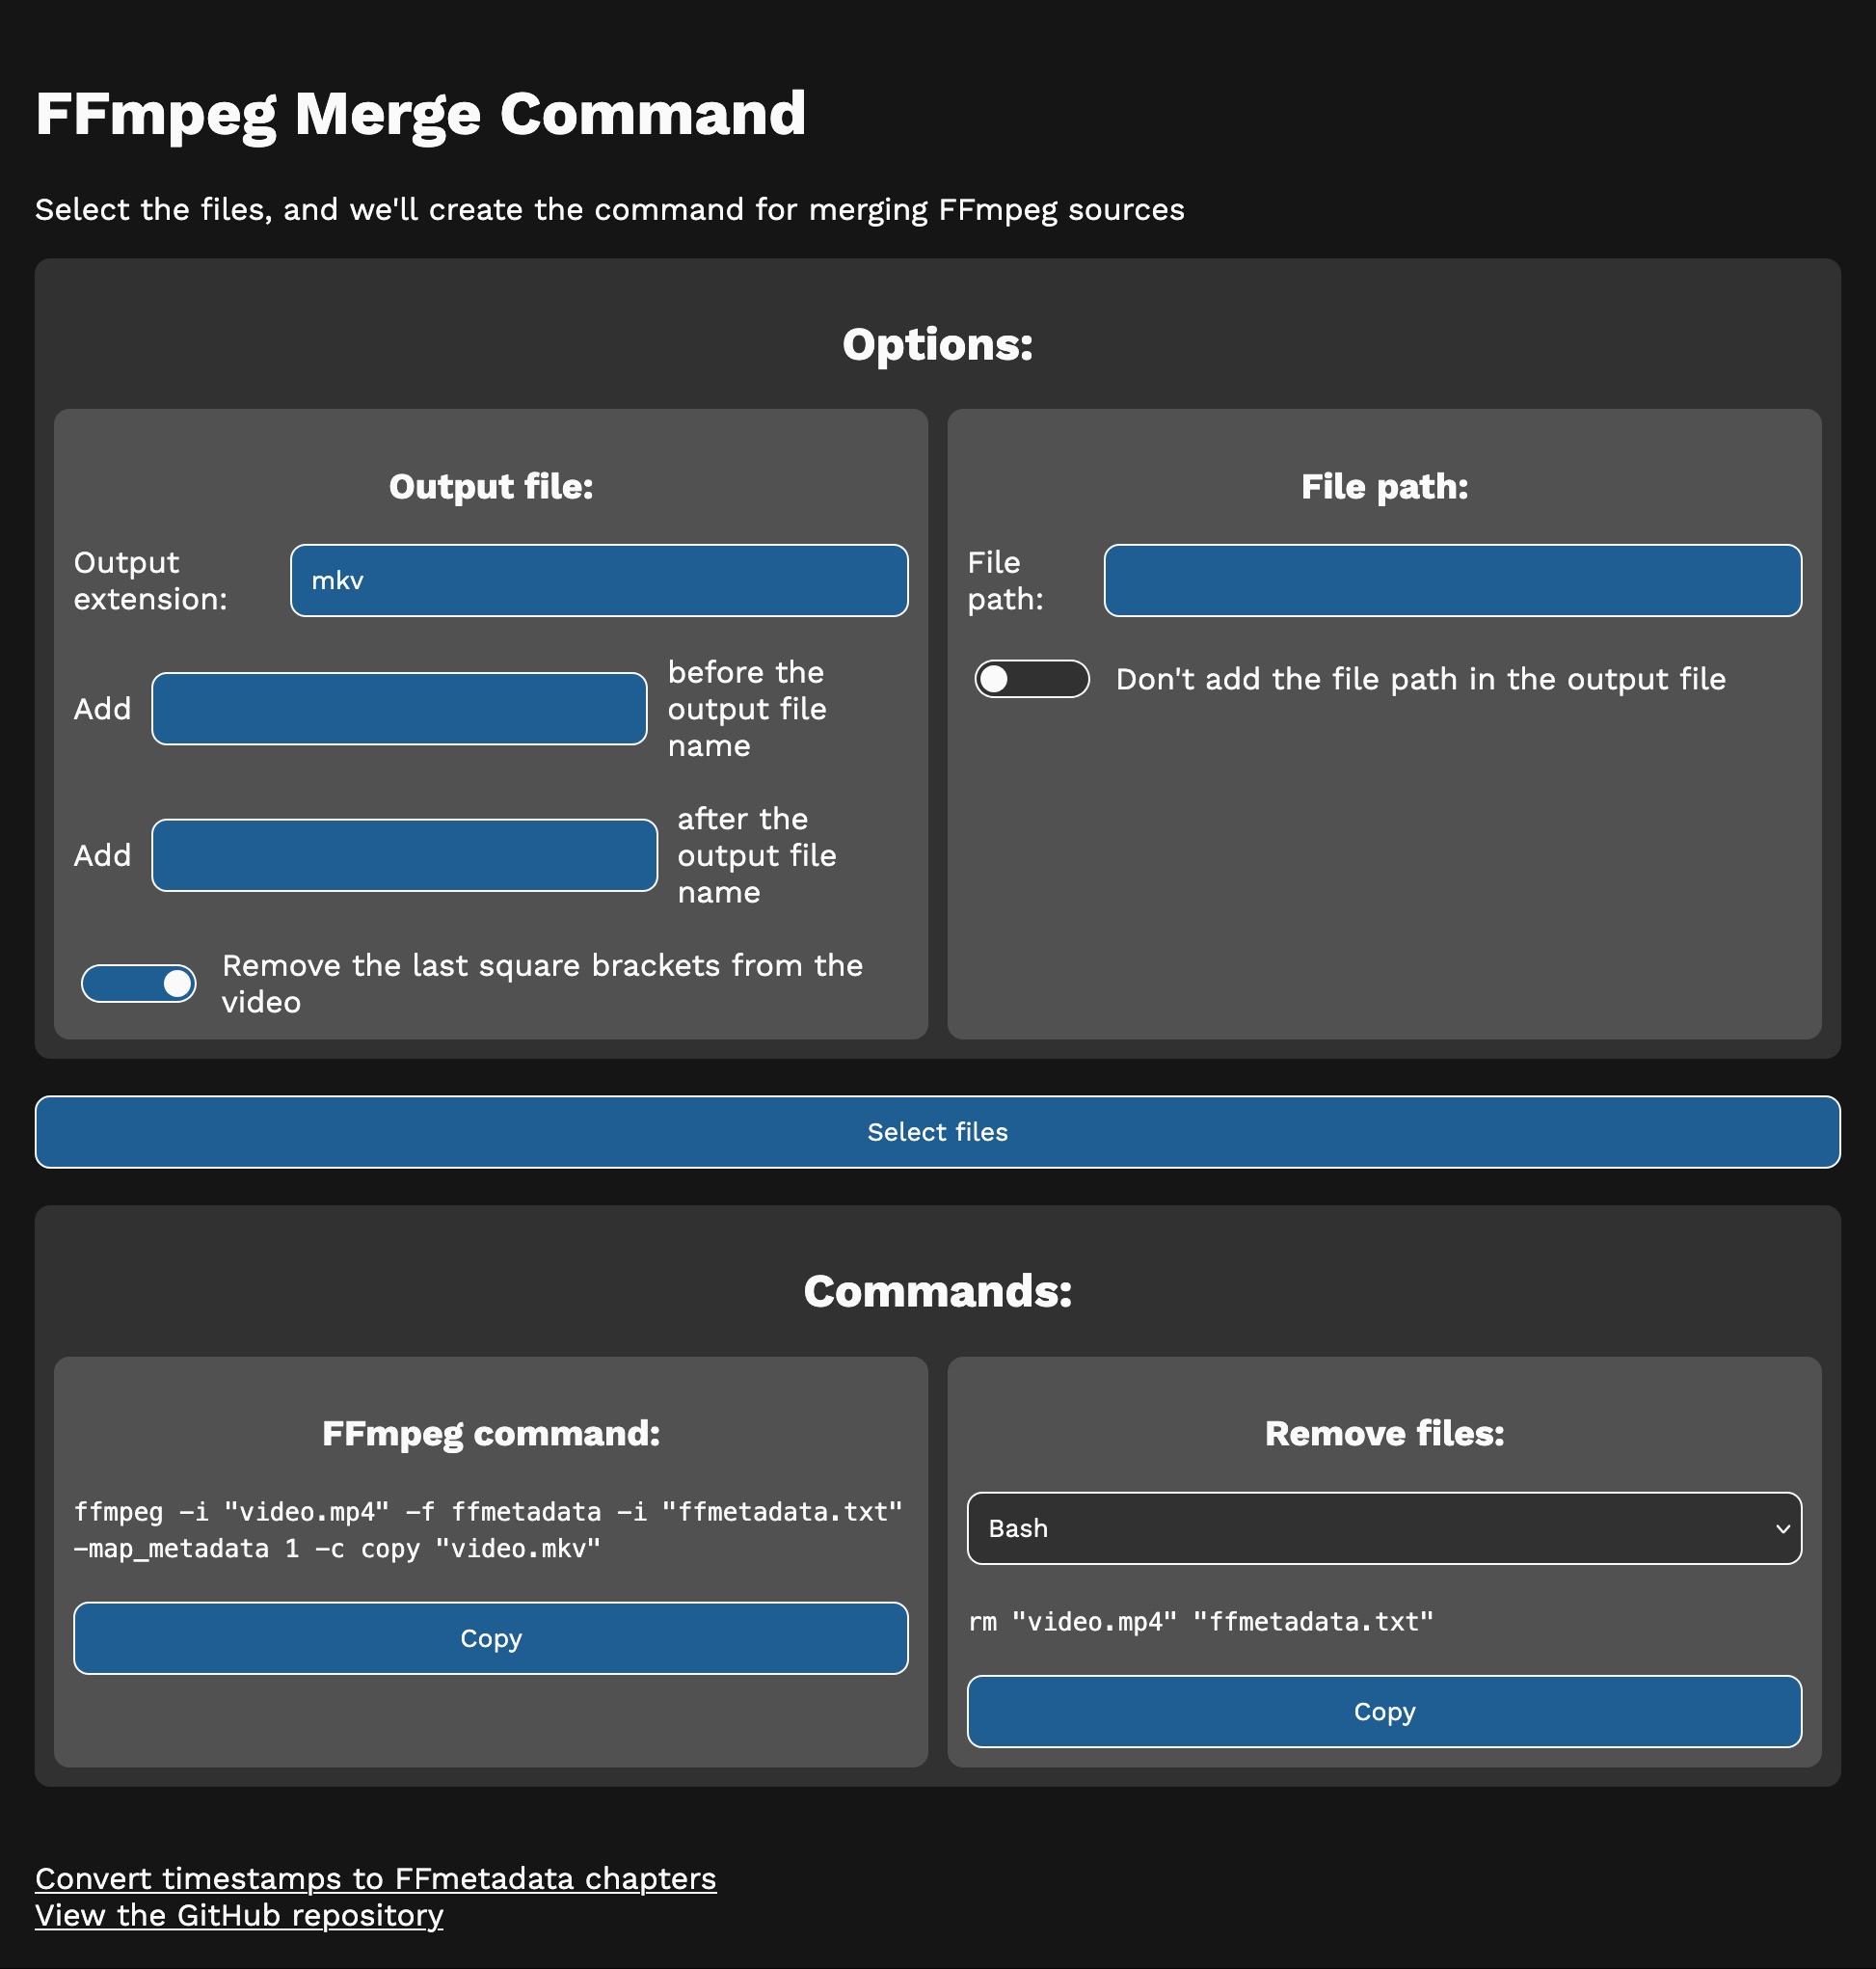 FFmpeg Merge Command
Select the files, and we'll create the command for merging FFmpeg sources
Options:
Output file:
Output
extension:
mkv
Add
before the
output file
name
Add
after the
output file
name
Remove the last square brackets from the
video
File path:
File
path:
Don't add the file path in the output file
Select files
Commands:
FFmpeg command:
ffmpeg -i "video.mp4" -f ffmetadata -i "ffmetadata.txt"
-map_metadata 1 -c copy "video.mkv"
Copy
Remove files:
Bash
rm "video.mp4" "ffmetadata.txt"
Copy
Convert timestamps to FFmetadata chapters
View the GitHub repository